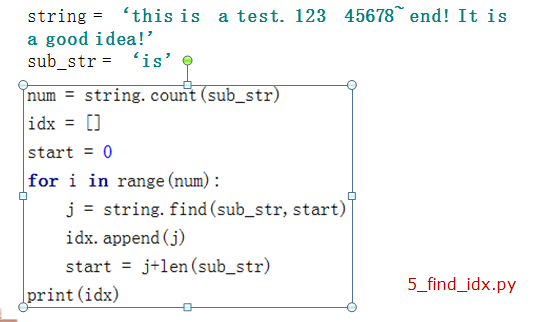 string = ‘this is  a test. 123  45678~end! It is
a good idea!’
sub_str = ‘is’
num = string.count(sub_str)
idx = []
start = 0
for i in range(num):
    j = string.find(sub_str, start)
    idx.append(j)
    start = j+len(sub_str)
print(idx)
5_find_idx.py